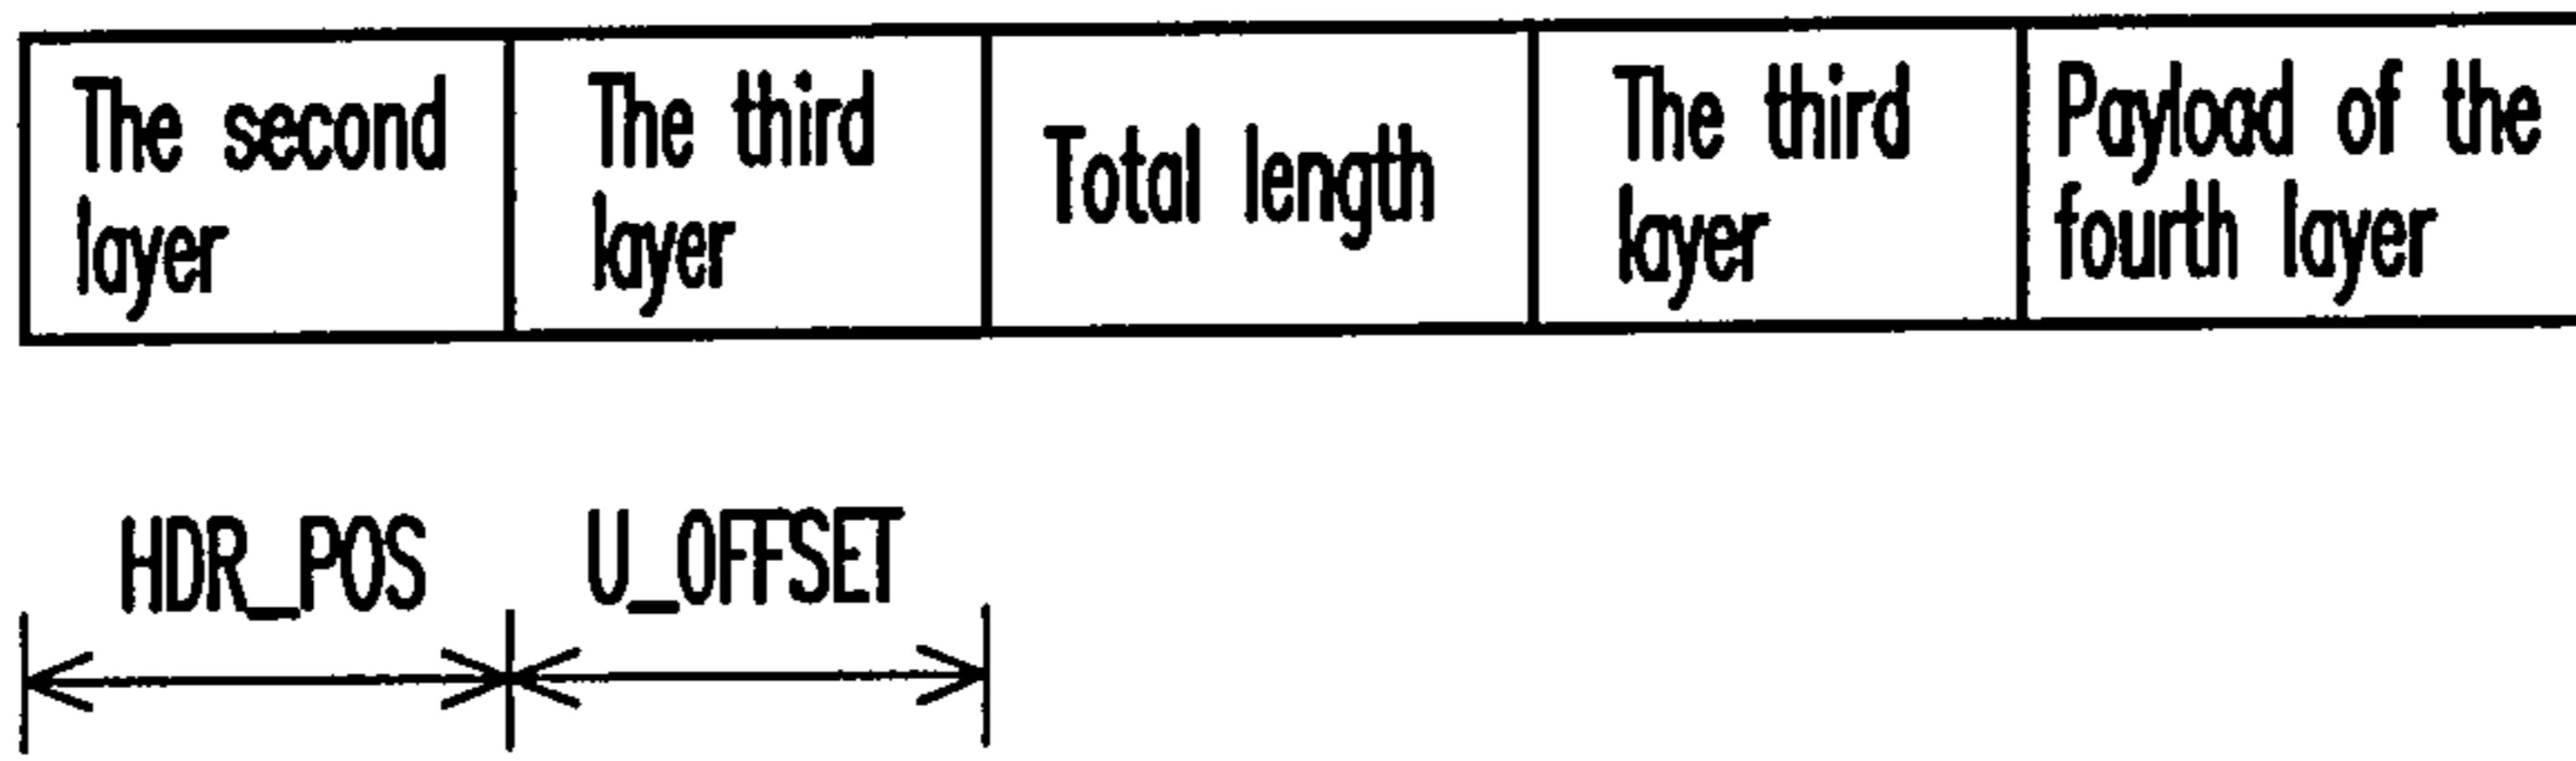 The second
layer
The third
layer
Total length
The third
layer
Payload of the
fourth layer
HDR_POS
U_OFFSET